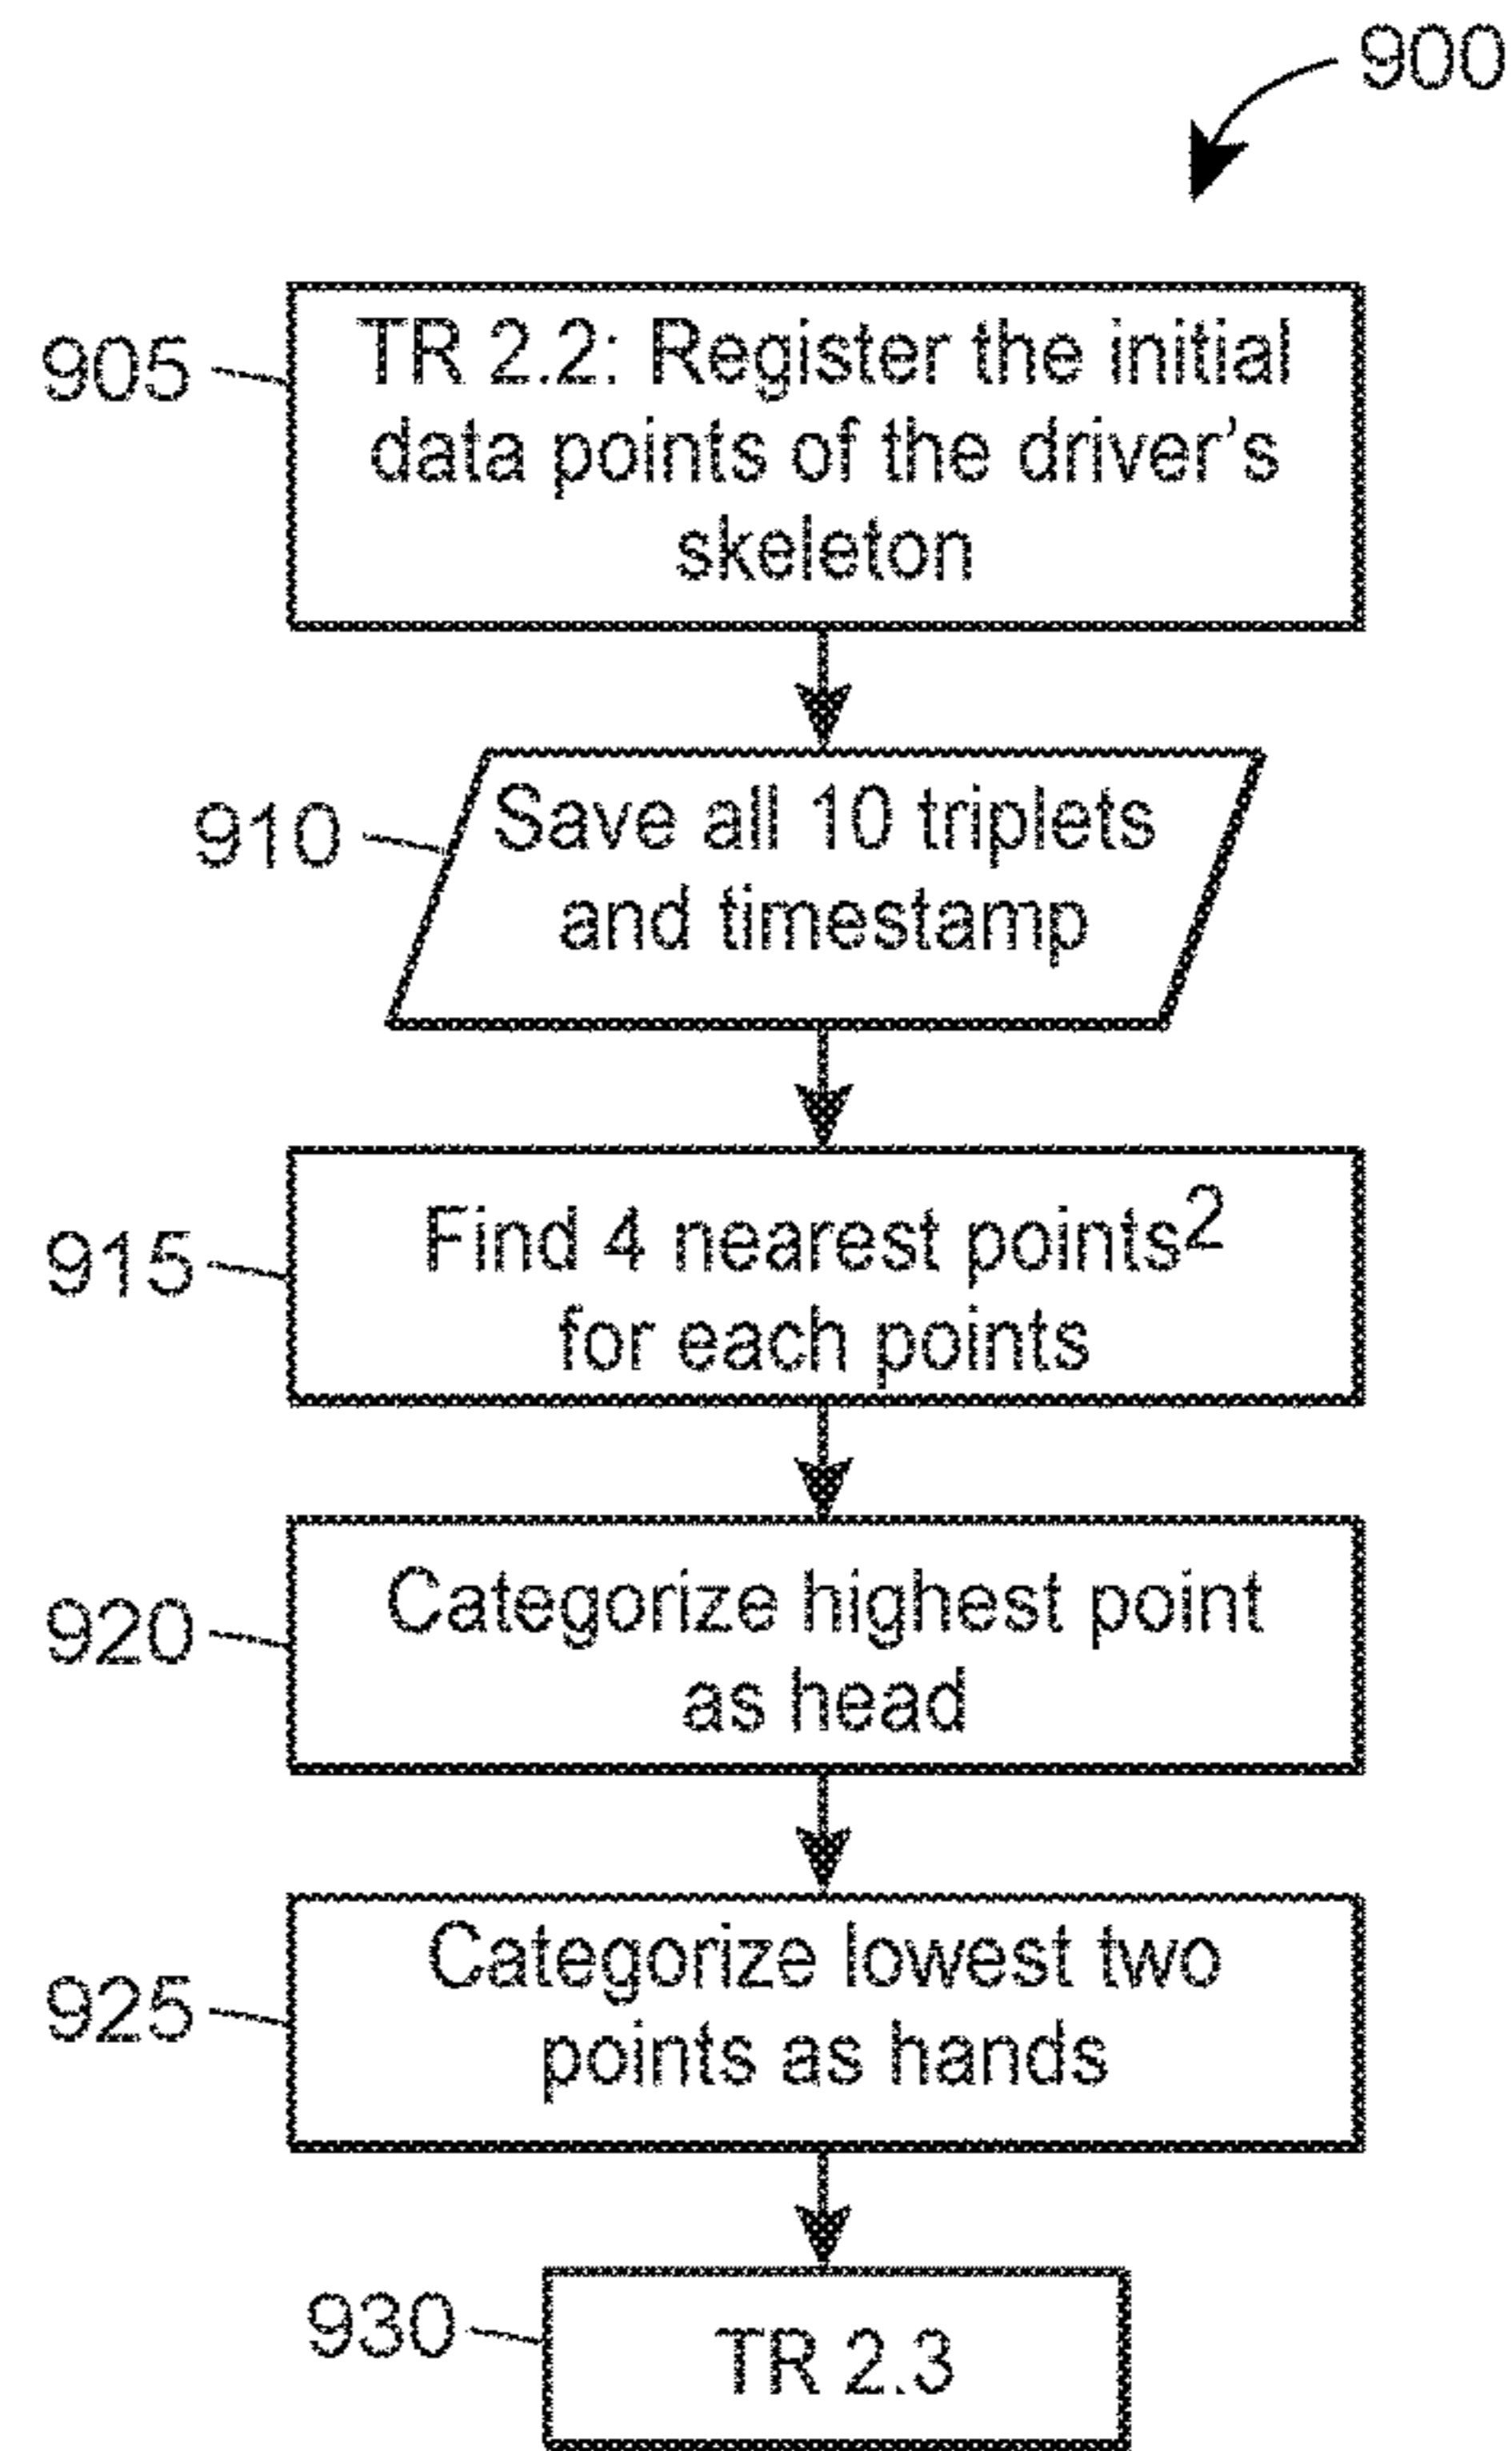 900
905
TR 2.2: Register the initial
data points of the driver's
skeleton
910
Save all 10 triplets
and timestamp
915
Find 4 nearest points²
for each points
920
Categorize highest point
as head
925
Categorize lowest two
points as hands
930
TR 2.3